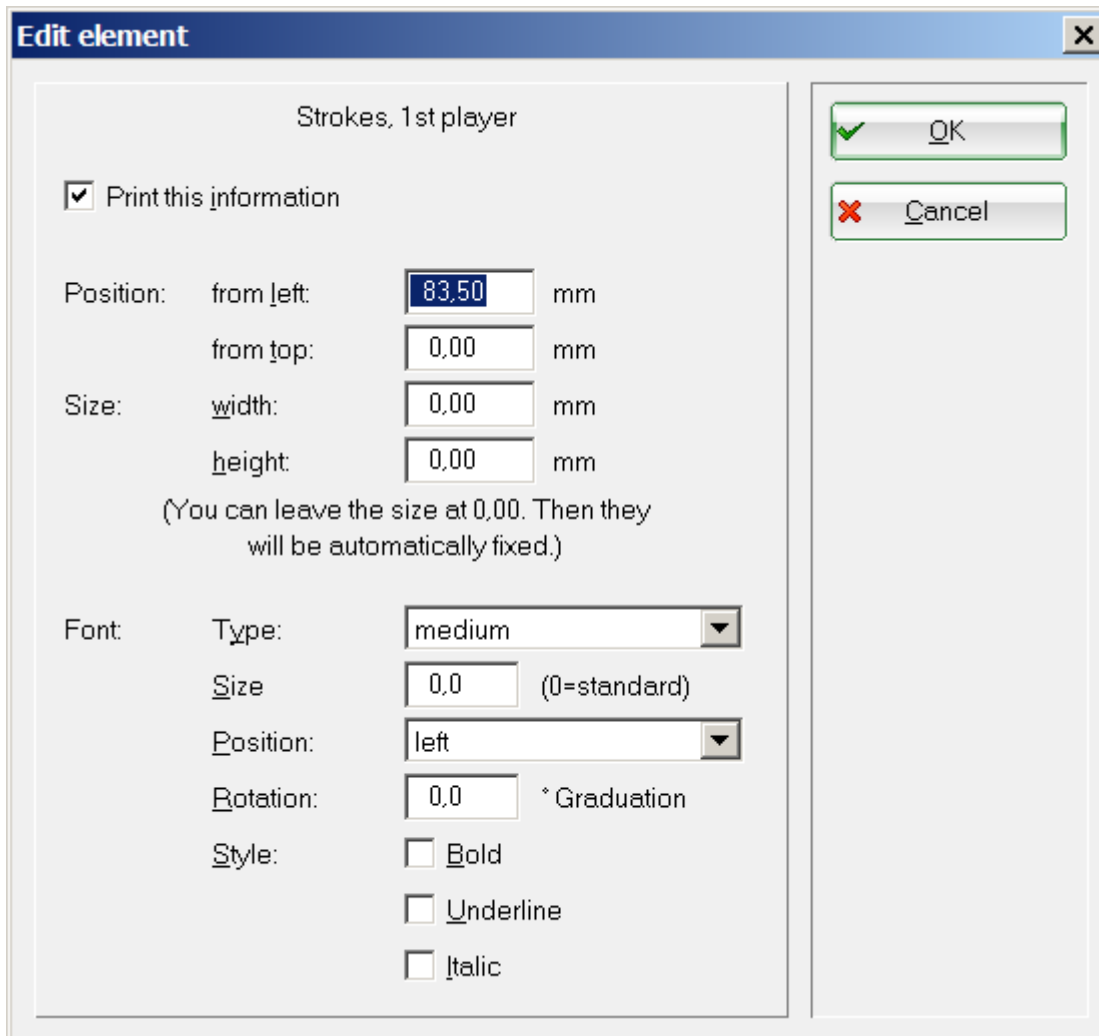 Edit element
Strokes, 1st player
OK
Cancel
Print this information
Position: from left: 83,50 mm
from top: 0,00 mm
Size: width: 0,00 mm
height: 0,00 mm
(You can leave the size at 0,00. Then they
will be automatically fixed.)
Font: Type: medium
Size 0,0 (0=standard)
Position: left
Rotation: 0,0 ° Graduation
Style: Bold
Underline
Italic